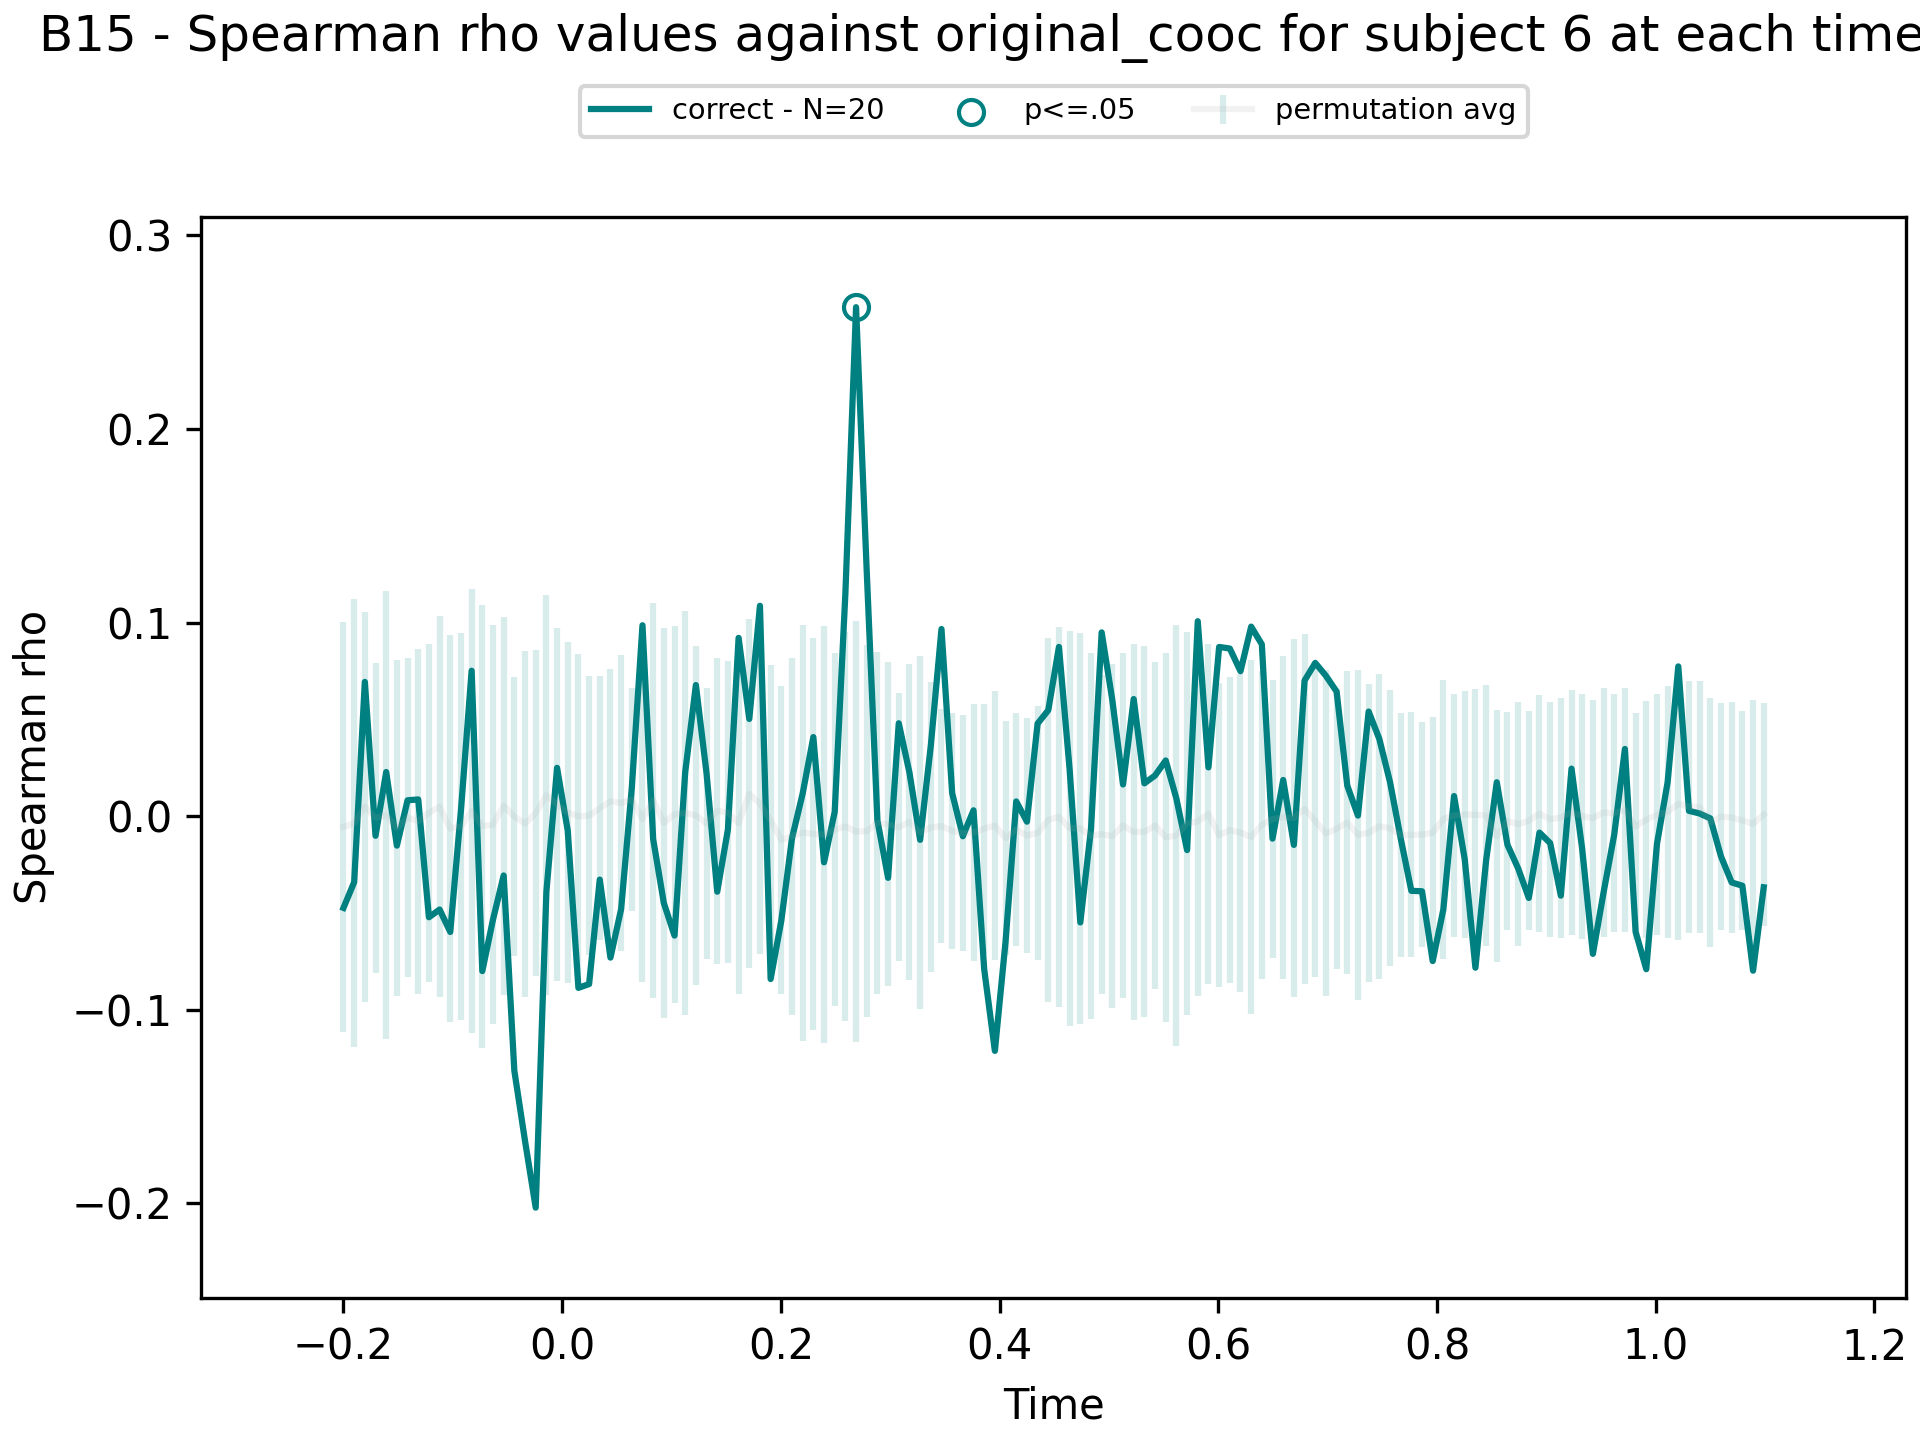 B15 - Spearman rho values against original_cooc for subject 6 at each time
correct - N=20 p<=.05 permutation avg
0.3
0.2
0.1
0.0
−0.1
−0.2
Spearman rho
−0.2 0.0 0.2 0.4 0.6 0.8 1.0 1.2
Time